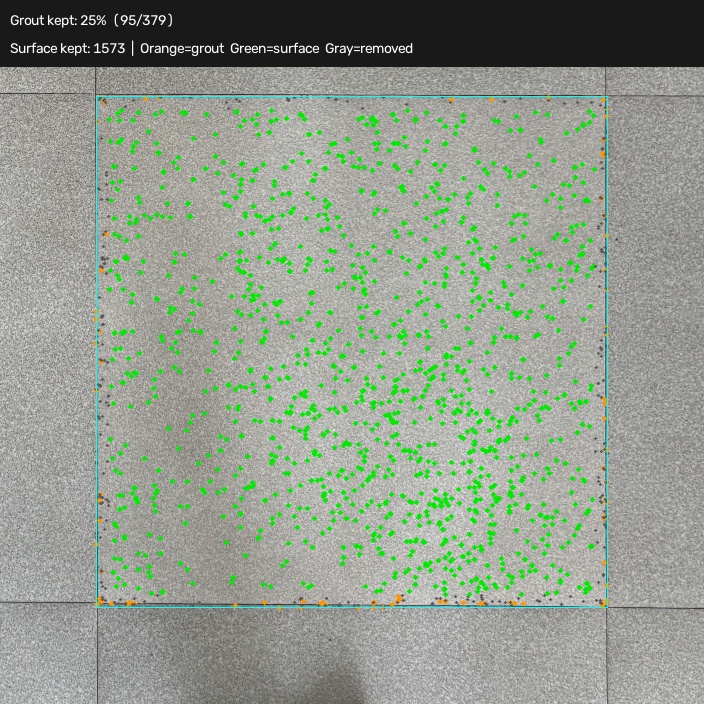 Grout kept: 25%  (95/379)
Surface kept: 1573 | Orange=grout  Green=surface  Gray=removed